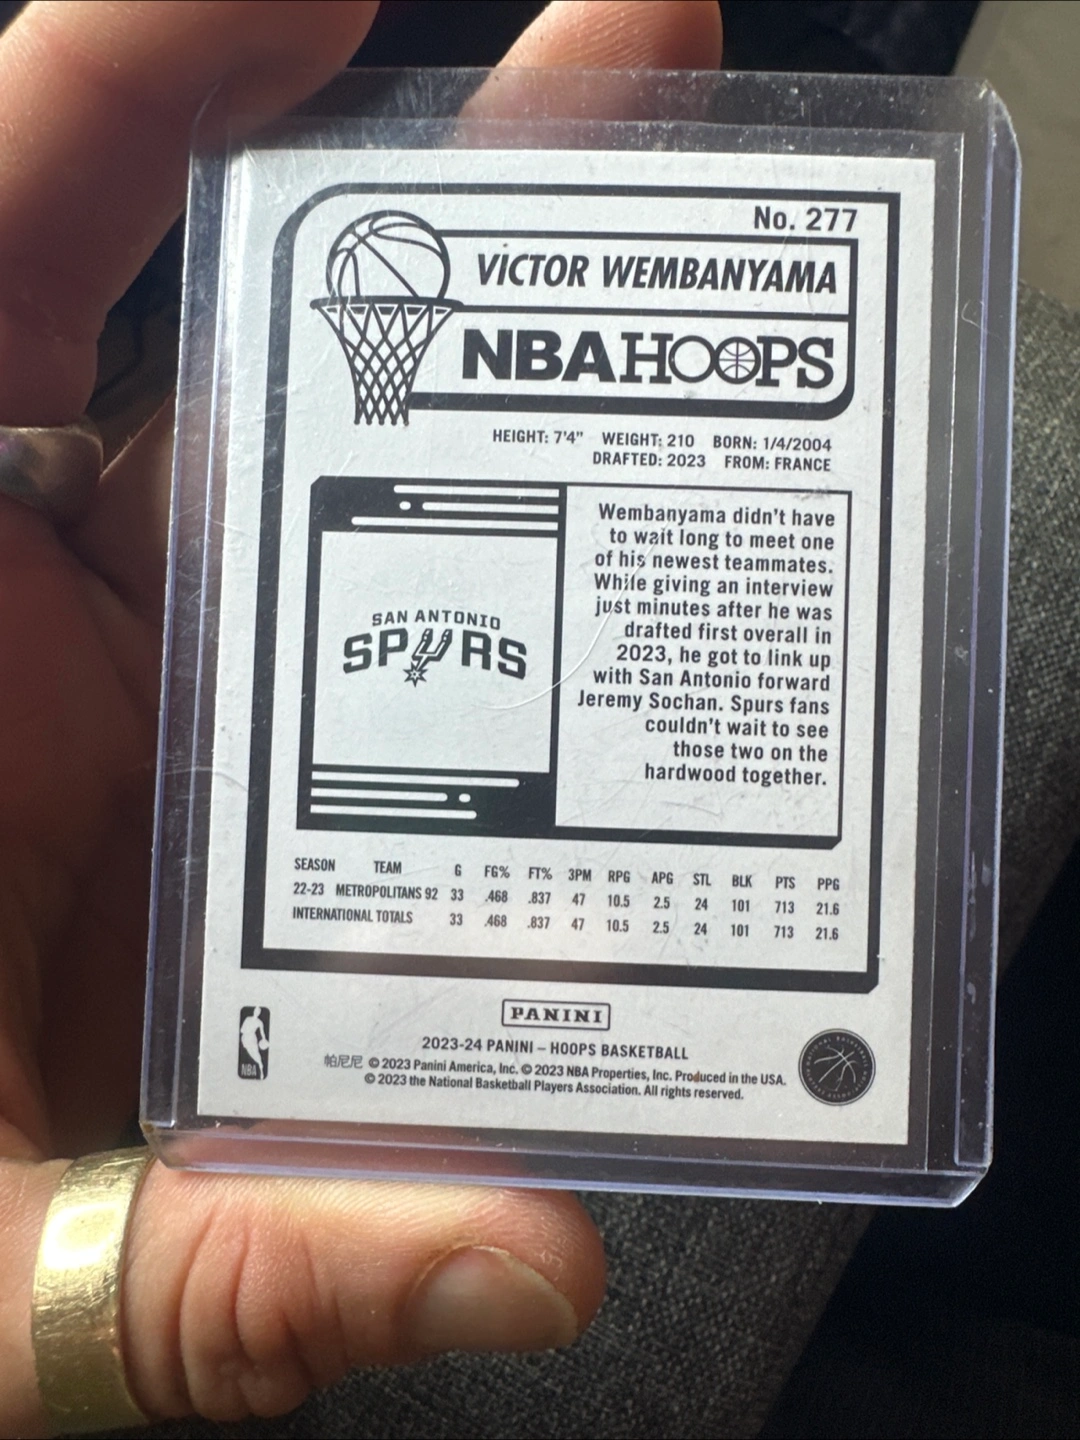 No. 277
VICTOR WEMBANYAMA
NBA HOOPS
HEIGHT: 7'4" WEIGHT: 210 BORN: 1/4/2004
DRAFTED: 2023 FROM: FRANCE
Wembanyama didn't have
to wait long to meet one
of his newest teammates.
While giving an interview
just minutes after he was
drafted first overall in
2023, he got to link up
with San Antonio forward
Jeremy Sochan. Spurs fans
couldn't wait to see
those two on the
hardwood together.
SAN ANTONIO
SPURS
SEASON TEAM G FG% FT% 3PM RPG APG STL BLK PTS PPG
22-23 METROPOLITANS 92 33 .468 .837 47 10.5 2.5 24 101 713 21.6
INTERNATIONAL TOTALS 33 .468 .837 47 10.5 2.5 24 101 713 21.6
PANINI
2023-24 PANINI – HOOPS BASKETBALL
帕尼尼 © 2023 Panini America, Inc. © 2023 NBA Properties, Inc. Produced in the USA.
© 2023 the National Basketball Players Association. All rights reserved.
NBA